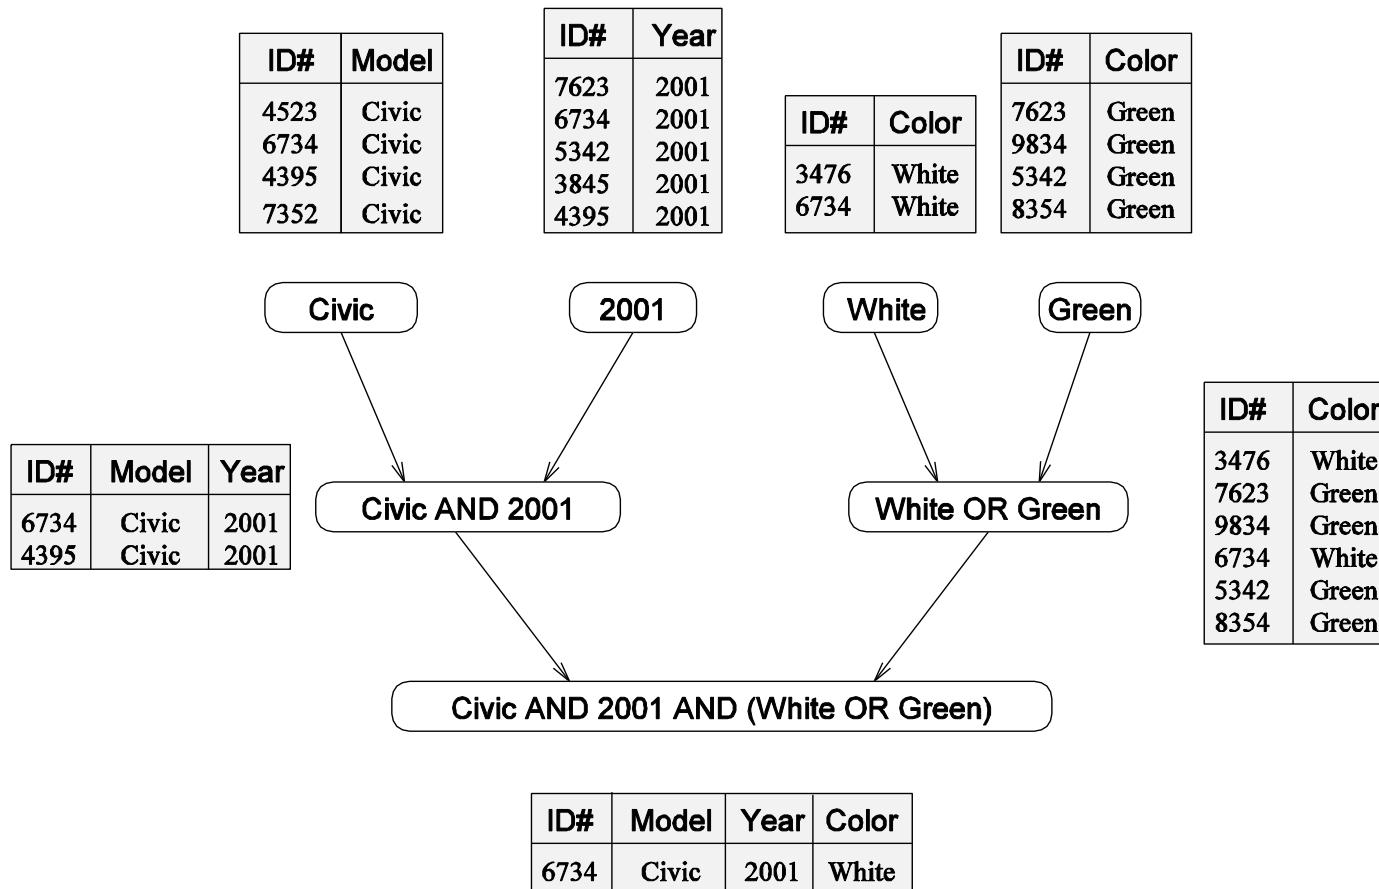 ID# Model
4523 Civic
6734 Civic
4395 Civic
7352 Civic
ID# Year
7623 2001
6734 2001
5342 2001
3845 2001
4395 2001
ID# Color
3476 White
6734 White
ID# Color
7623 Green
9834 Green
5342 Green
8354 Green
Civic
2001
White
Green
ID# Model Year
6734 Civic 2001
4395 Civic 2001
Civic AND 2001
White OR Green
ID# Color
3476 White
7623 Green
9834 Green
6734 White
5342 Green
8354 Green
Civic AND 2001 AND (White OR Green)
ID# Model Year Color
6734 Civic 2001 White